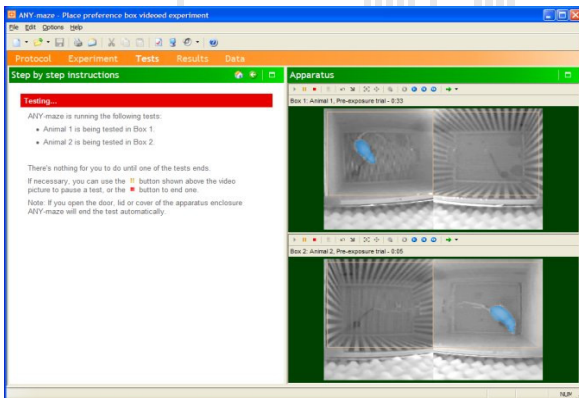 ANY-maze - Place preference box videoed experiment
File Edit Options Help
Protocol Experiment Tests Results Data
Step by step instructions
Apparatus
Testing...
ANY-maze is running the following tests:
• Animal 1 is being tested in Box 1.
• Animal 2 is being tested in Box 2.
There's nothing for you to do until one of the tests ends.
If necessary, you can use the button shown above the video
picture to pause a test, or the button to end one.
Note. If you open the door, lid or cover of the apparatus enclosure
ANY-maze will end the test automatically.
Box 1: Animal 1, Pre-exposure trial - 0:33
Box 2: Animal 2, Pre-exposure trial - 0:05
NUM